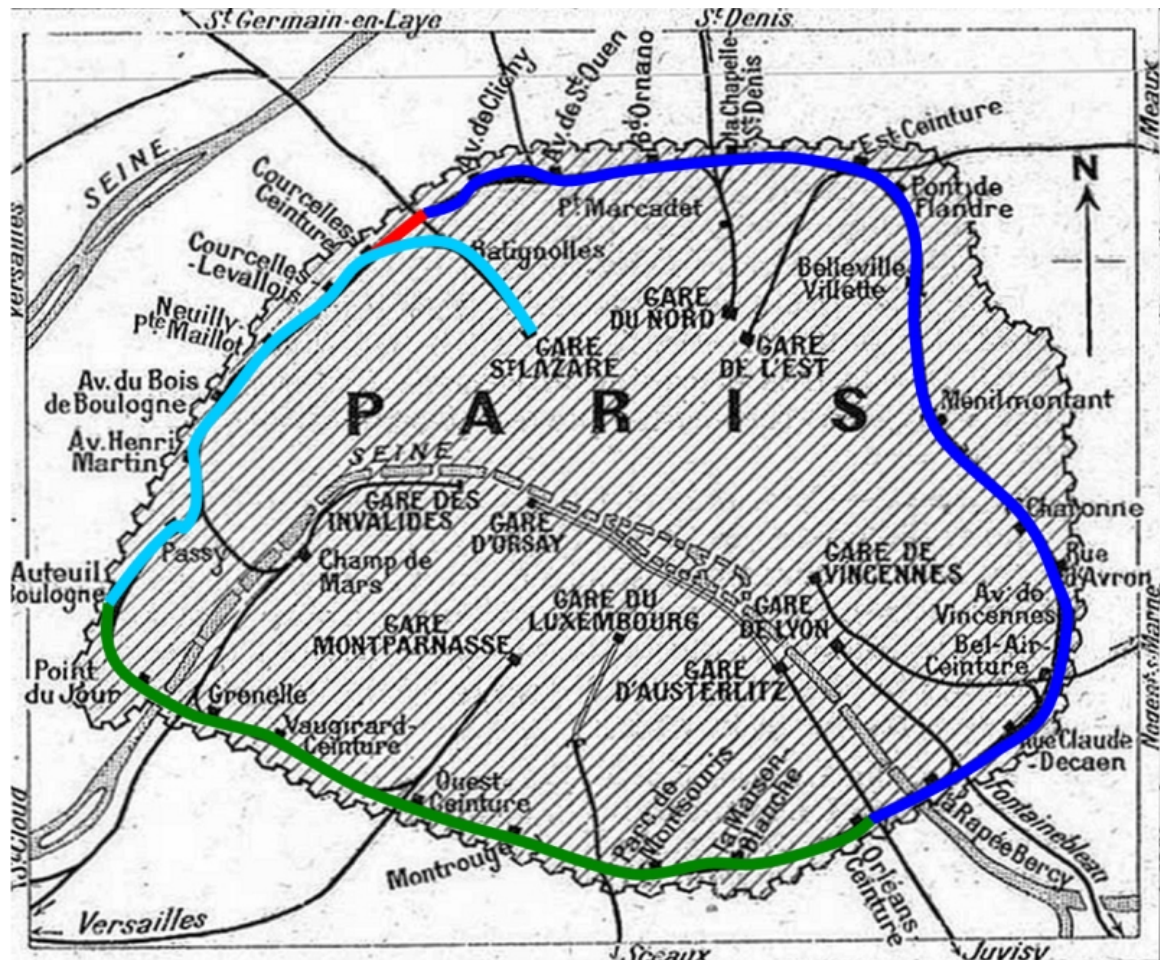 St Germain-en-Laye
St Denis
Meaux
SEINE
Av. de Clichy
Av. de St Ouen
Bd Ornano
la Chapelle-
St Denis
Est Ceinture
N
Courcelles
Ceinture
Pt Marcadet
Pont de
Flandre
Versailles
Batignolles
Courcelles-
-Levallois
Belleville
Villette
Neuilly-
Pte Maillot
GARE
DU NORD
GARE
ST LAZARE
GARE
DE L'EST
Av. du Bois
de Boulogne
PARIS
Ménilmontant
Av. Henri
Martin
SEINE
GARE DES
INVALIDES
GARE
D'ORSAY
Charonne
Passy
Champ de
Mars
GARE DE
VINCENNES
Rue
d'Avron
Auteuil
Boulogne
GARE DU
LUXEMBOURG
GARE
DE LYON
Av. de
Vincennes
GARE
MONTPARNASSE
Bel-Air-
Ceinture
Point
du Jour
GARE
D'AUSTERLITZ
Grenelle
Vaugirard-
Ceinture
Rue Claude
-Decaen
Ouest-
Ceinture
Parc de
Montsouris
la Maison-
Blanche
la Rapée Bercy
Fontainebleau
Montrouge
Orléans
Ceinture
St Cloud
Versailles
Sceaux
Juvisy